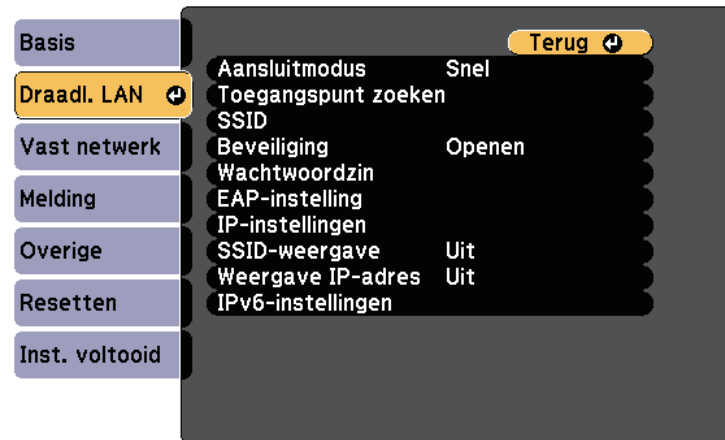 Basis
Draadl. LAN
Vast netwerk
Melding
Overige
Resetten
Inst. voltooid
Terug
Aansluitmodus Snel
Toegangspunt zoeken
SSID
Beveiliging Openen
Wachtwoordzin
EAP-instelling
IP-instellingen
SSID-weergave Uit
Weergave IP-adres Uit
IPv6-instellingen